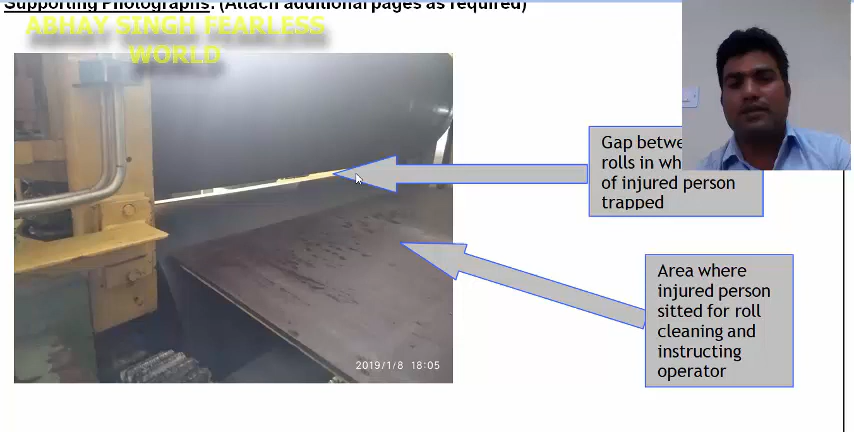 Supporting Photographs: (Attach additional pages as required)
ABHAY SINGH FEARLESS
WORLD
Gap betwe
rolls in wh
of injured person
trapped
Area where
injured person
sitted for roll
cleaning and
instructing
operator
2019/1/8 18:05